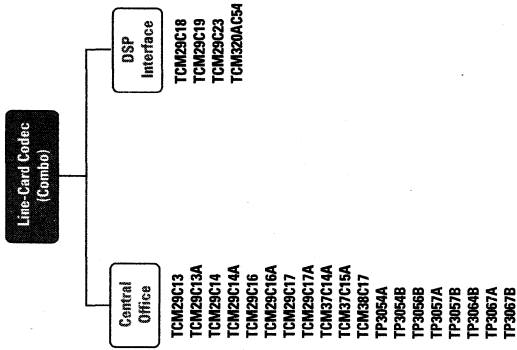 Line-Card Codec
(Combo)
Central
Office
TCM29C13
TCM29C13A
TCM29C14
TCM29C14A
TCM29C16
TCM29C16A
TCM29C17
TCM29C17A
TCM37C14A
TCM37C15A
TCM38C17
TP3054A
TP3054B
TP3056B
TP3057A
TP3057B
TP3064B
TP3067A
TP3067B
DSP
Interface
TCM29C18
TCM29C19
TCM29C23
TCM320AC54